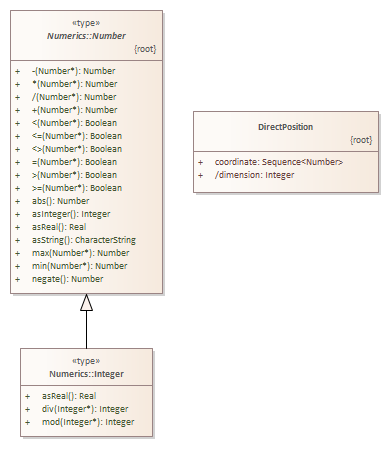 «type»
Numerics::Number
{root}
+ -(Number*): Number
+ *(Number*): Number
+ /(Number*): Number
+ +(Number*): Number
+ <(Number*): Boolean
+ <=(Number*): Boolean
+ <>(Number*): Boolean
+ =(Number*): Boolean
+ >(Number*): Boolean
+ >=(Number*): Boolean
+ abs(): Number
+ asInteger(): Integer
+ asReal(): Real
+ asString(): CharacterString
+ max(Number*): Number
+ min(Number*): Number
+ negate(): Number
DirectPosition
{root}
+ coordinate: Sequence<Number>
+ /dimension: Integer
«type»
Numerics::Integer
+ asReal(): Real
+ div(Integer*): Integer
+ mod(Integer*): Integer